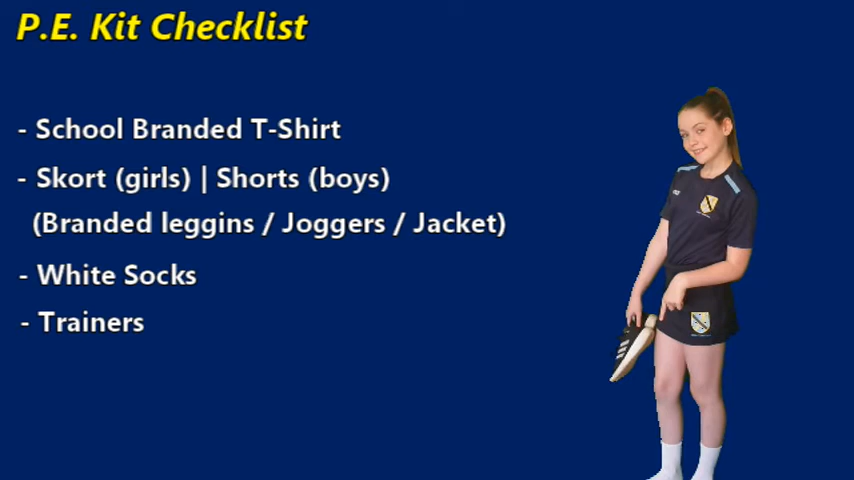 P.E. Kit Checklist
- School Branded T-Shirt
- Skort (girls) | Shorts (boys)
(Branded leggins / Joggers / Jacket)
- White Socks
- Trainers